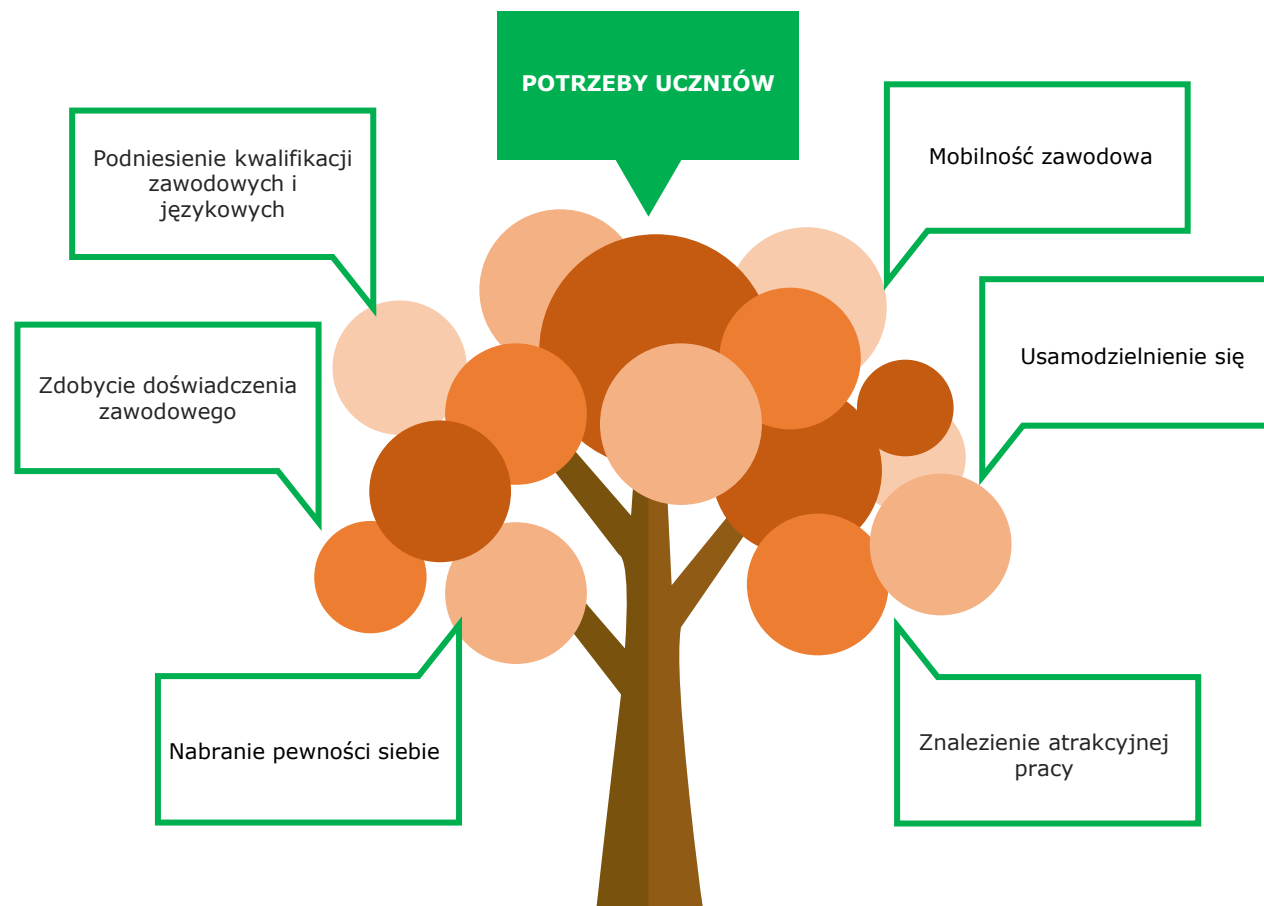 POTRZEBY UCZNIÓW
Podniesienie kwalifikacji
zawodowych i
językowych
Mobilność zawodowa
Zdobycie doświadczenia
zawodowego
Usamodzielnienie się
Nabranie pewności siebie
Znalezienie atrakcyjnej
pracy